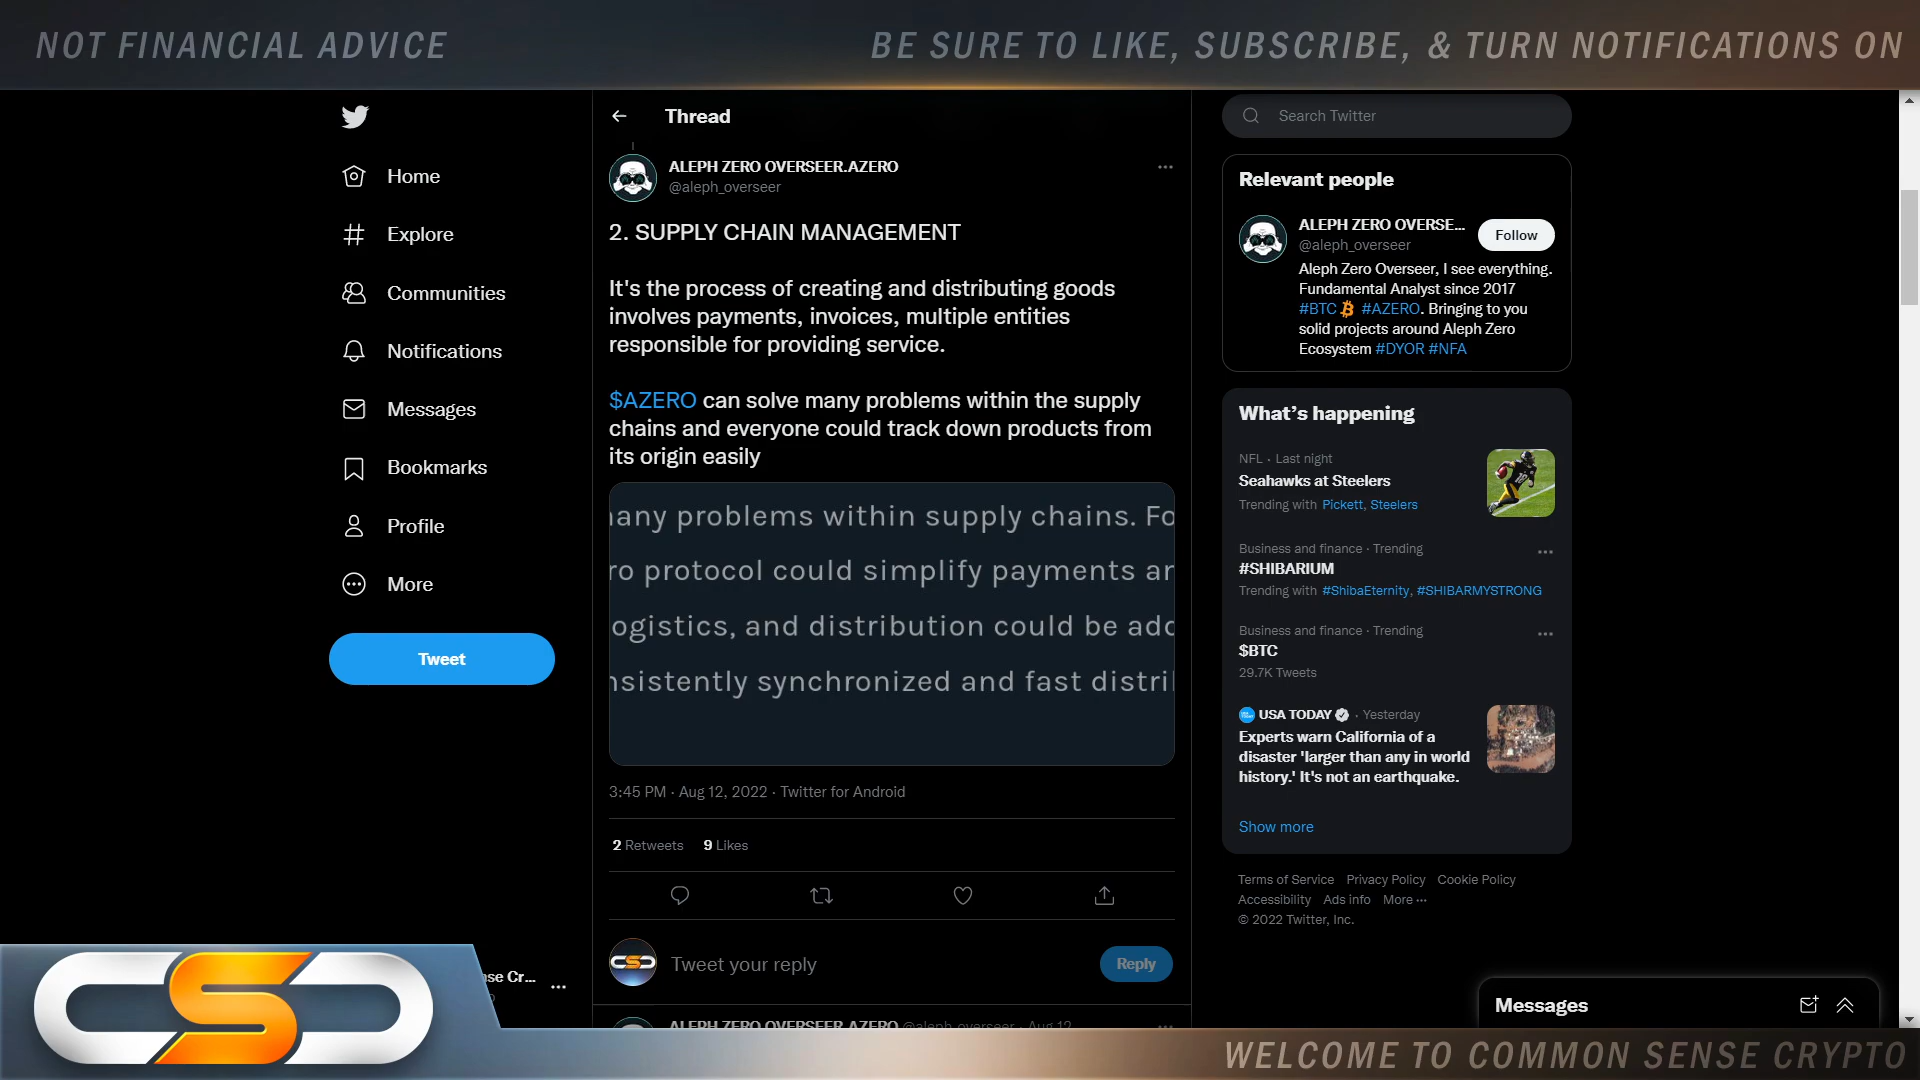 NOT FINANCIAL ADVICE
BE SURE TO LIKE, SUBSCRIBE, & TURN NOTIFICATIONS ON
Home
Explore
Communities
Notifications
Messages
Bookmarks
Profile
More
Tweet
Thread
ALEPH ZERO OVERSEER.AZERO
@aleph_overseer
2. SUPPLY CHAIN MANAGEMENT
It's the process of creating and distributing goods
involves payments, invoices, multiple entities
responsible for providing service.
$AZERO can solve many problems within the supply
chains and everyone could track down products from
its origin easily
any problems within supply chains. Fo
ro protocol could simplify payments ar
ogistics, and distribution could be add
nsistently synchronized and fast distri
3:45 PM · Aug 12, 2022 · Twitter for Android
2 Retweets 9 Likes
Tweet your reply
Reply
ALEPH ZERO OVERSEER.AZERO @aleph_overseer · Aug 12
Search Twitter
Relevant people
ALEPH ZERO OVERSE...
@aleph_overseer
Follow
Aleph Zero Overseer, I see everything.
Fundamental Analyst since 2017
#BTC #AZERO. Bringing to you
solid projects around Aleph Zero
Ecosystem #DYOR #NFA
What's happening
NFL · Last night
Seahawks at Steelers
Trending with Pickett, Steelers
Business and finance · Trending
#SHIBARIUM
Trending with #ShibaEternity, #SHIBARMYSTRONG
Business and finance · Trending
$BTC
29.7K Tweets
USA TODAY · Yesterday
Experts warn California of a
disaster 'larger than any in world
history.' It's not an earthquake.
Show more
Terms of Service Privacy Policy Cookie Policy
Accessibility Ads info More ···
© 2022 Twitter, Inc.
Messages
CSC
nse Cr...
WELCOME TO COMMON SENSE CRYPTO